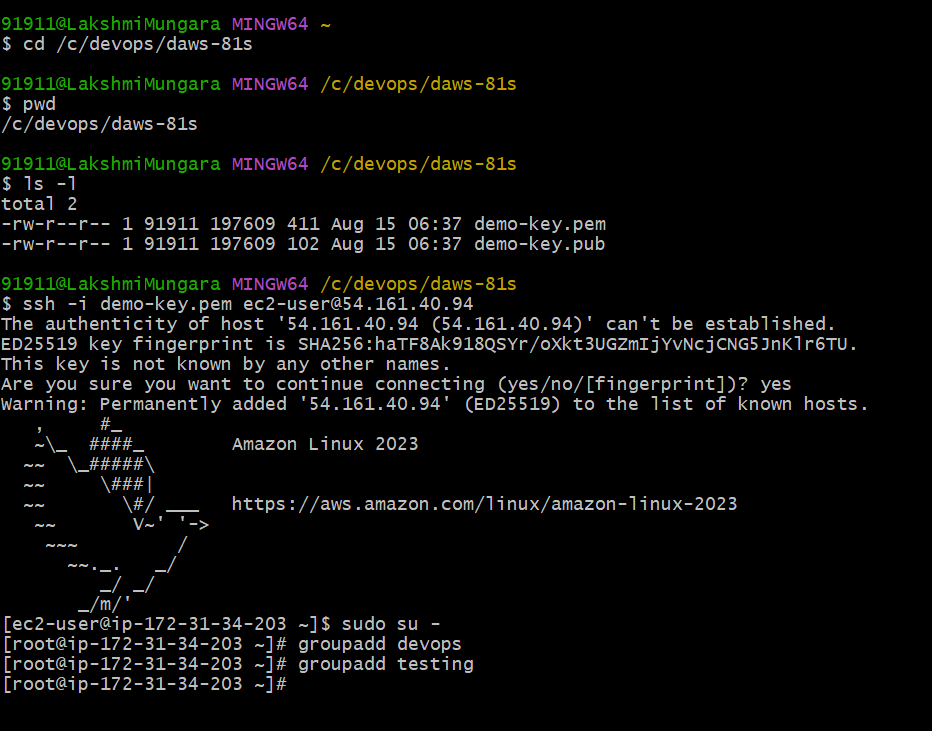 91911@LakshmiMungara MINGW64 ~
$ cd /c/devops/daws-81s
91911@LakshmiMungara MINGW64 /c/devops/daws-81s
$ pwd
/c/devops/daws-81s
91911@LakshmiMungara MINGW64 /c/devops/daws-81s
$ ls -l
total 2
-rw-r--r-- 1 91911 197609 411 Aug 15 06:37 demo-key.pem
-rw-r--r-- 1 91911 197609 102 Aug 15 06:37 demo-key.pub
91911@LakshmiMungara MINGW64 /c/devops/daws-81s
$ ssh -i demo-key.pem ec2-user@54.161.40.94
The authenticity of host '54.161.40.94 (54.161.40.94)' can't be established.
ED25519 key fingerprint is SHA256:haTF8Ak918QSYr/oXkt3UGZmIjYvNcjCNG5JnKlr6TU.
This key is not known by any other names.
Are you sure you want to continue connecting (yes/no/[fingerprint])? yes
Warning: Permanently added '54.161.40.94' (ED25519) to the list of known hosts.
   ,     #_
   ~\_  ####_        Amazon Linux 2023
  ~~  \_#####\
  ~~     \###|
  ~~       \#/ ___   https://aws.amazon.com/linux/amazon-linux-2023
   ~~       V~' '->
    ~~~         /
      ~~._.   _/
         _/ _/
       _/m/'
[ec2-user@ip-172-31-34-203 ~]$ sudo su -
[root@ip-172-31-34-203 ~]# groupadd devops
[root@ip-172-31-34-203 ~]# groupadd testing
[root@ip-172-31-34-203 ~]#